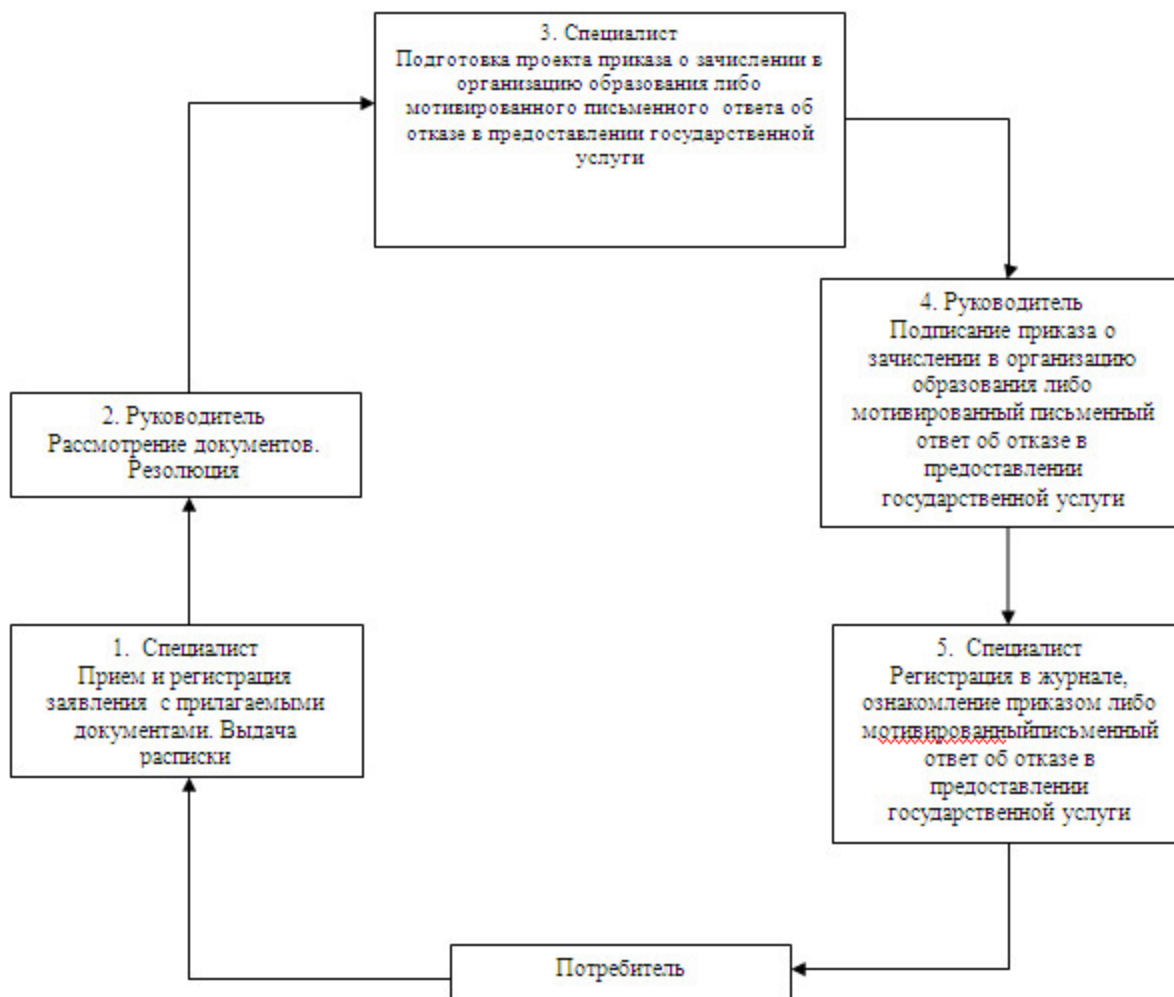 3. Специалист
Подготовка проекта приказа о зачислении в
организацию образования либо
мотивированного письменного ответа об
отказе в предоставлении государственной
услуги
4. Руководитель
Подписание приказа о
зачислении в организацию
образования либо
мотивированный письменный
ответ об отказе в
предоставлении
государственной услуги
2. Руководитель
Рассмотрение документов.
Резолюция
1. Специалист
Прием и регистрация
заявления с прилагаемыми
документами. Выдача
расписки
5. Специалист
Регистрация в журнале,
ознакомление приказом либо
мотивированныйписьменный
ответ об отказе в
предоставлении
государственной услуги
Потребитель